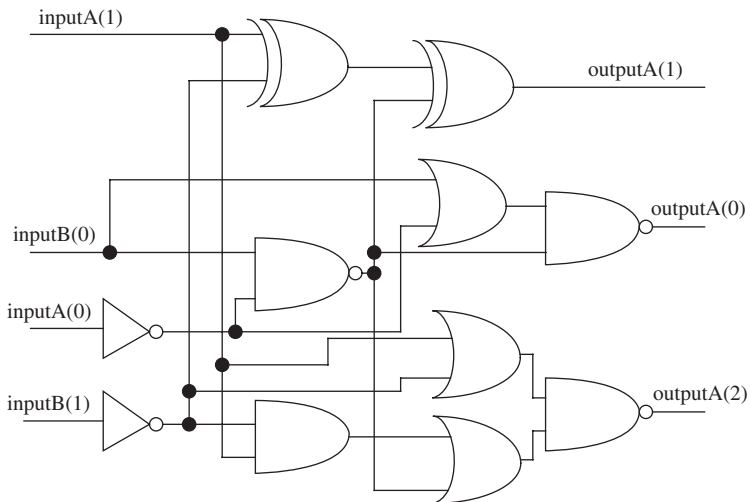 inputA(1)
outputA(1)
inputB(0)
outputA(0)
inputA(0)
inputB(1)
outputA(2)